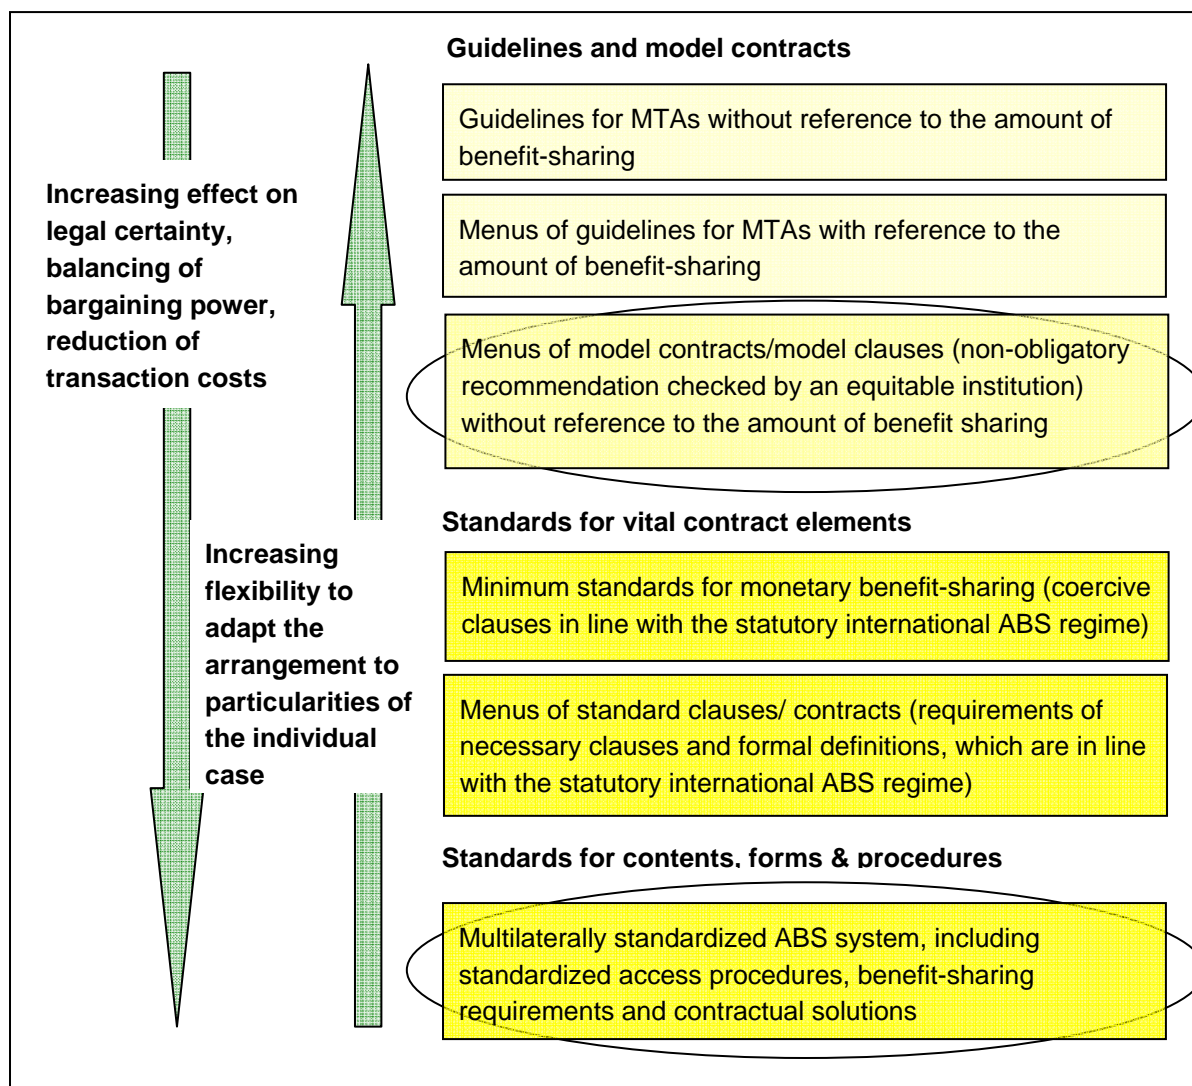 Guidelines and model contracts
Guidelines for MTAs without reference to the amount of
benefit-sharing
Increasing effect on
legal certainty,
balancing of
bargaining power,
reduction of
transaction costs
Menus of guidelines for MTAs with reference to the
amount of benefit-sharing
Menus of model contracts/model clauses (non-obligatory
recommendation checked by an equitable institution)
without reference to the amount of benefit sharing
Standards for vital contract elements
Increasing
flexibility to
adapt the
arrangement to
particularities of
the individual
case
Minimum standards for monetary benefit-sharing (coercive
clauses in line with the statutory international ABS regime)
Menus of standard clauses/ contracts (requirements of
necessary clauses and formal definitions, which are in line
with the statutory international ABS regime)
Standards for contents, forms & procedures
Multilaterally standardized ABS system, including
standardized access procedures, benefit-sharing
requirements and contractual solutions